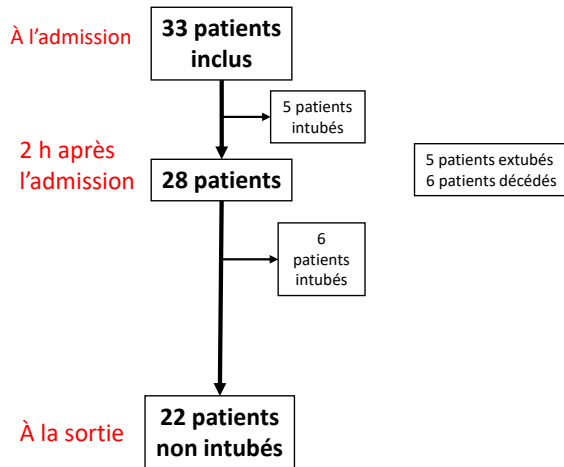 À l’admission
33 patients
inclus
5 patients
intubés
2 h après
l’admission
28 patients
5 patients extubés
6 patients décédés
6
patients
intubés
À la sortie
22 patients
non intubés